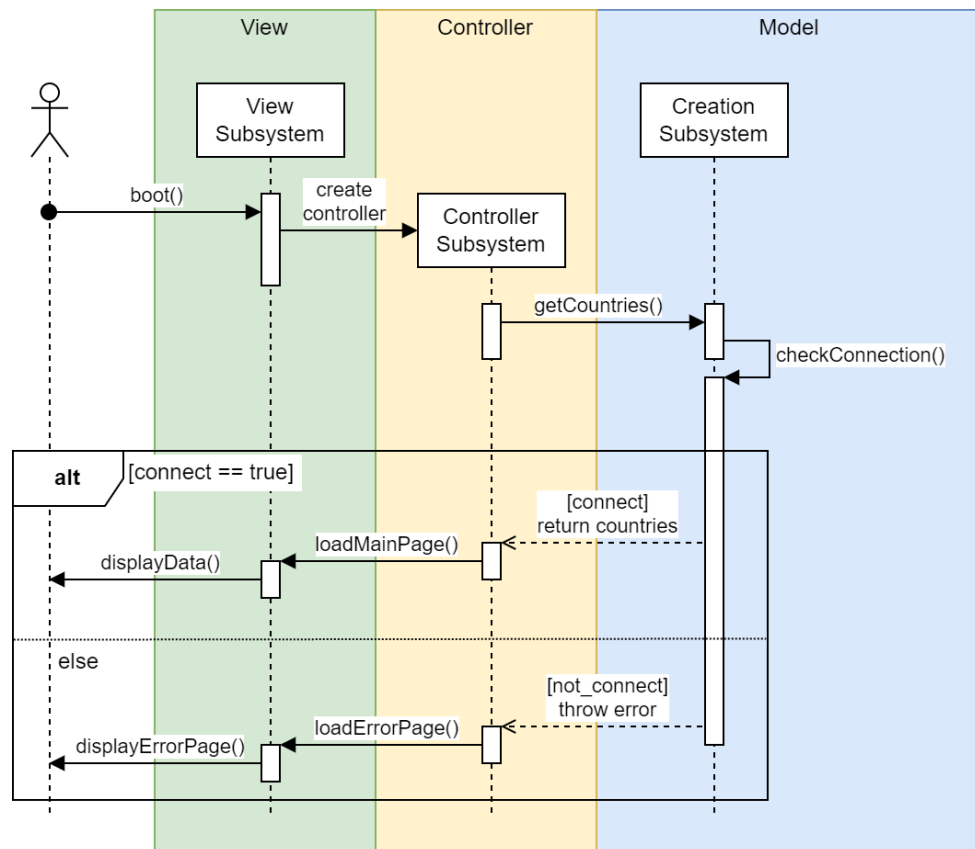 View
Controller
Model
View
Subsystem
Creation
Subsystem
boot()
create
controller
Controller
Subsystem
getCountries()
checkConnection()
alt
[connect == true]
[connect]
return countries
loadMainPage()
displayData()
else
[not_connect]
throw error
loadErrorPage()
displayErrorPage()